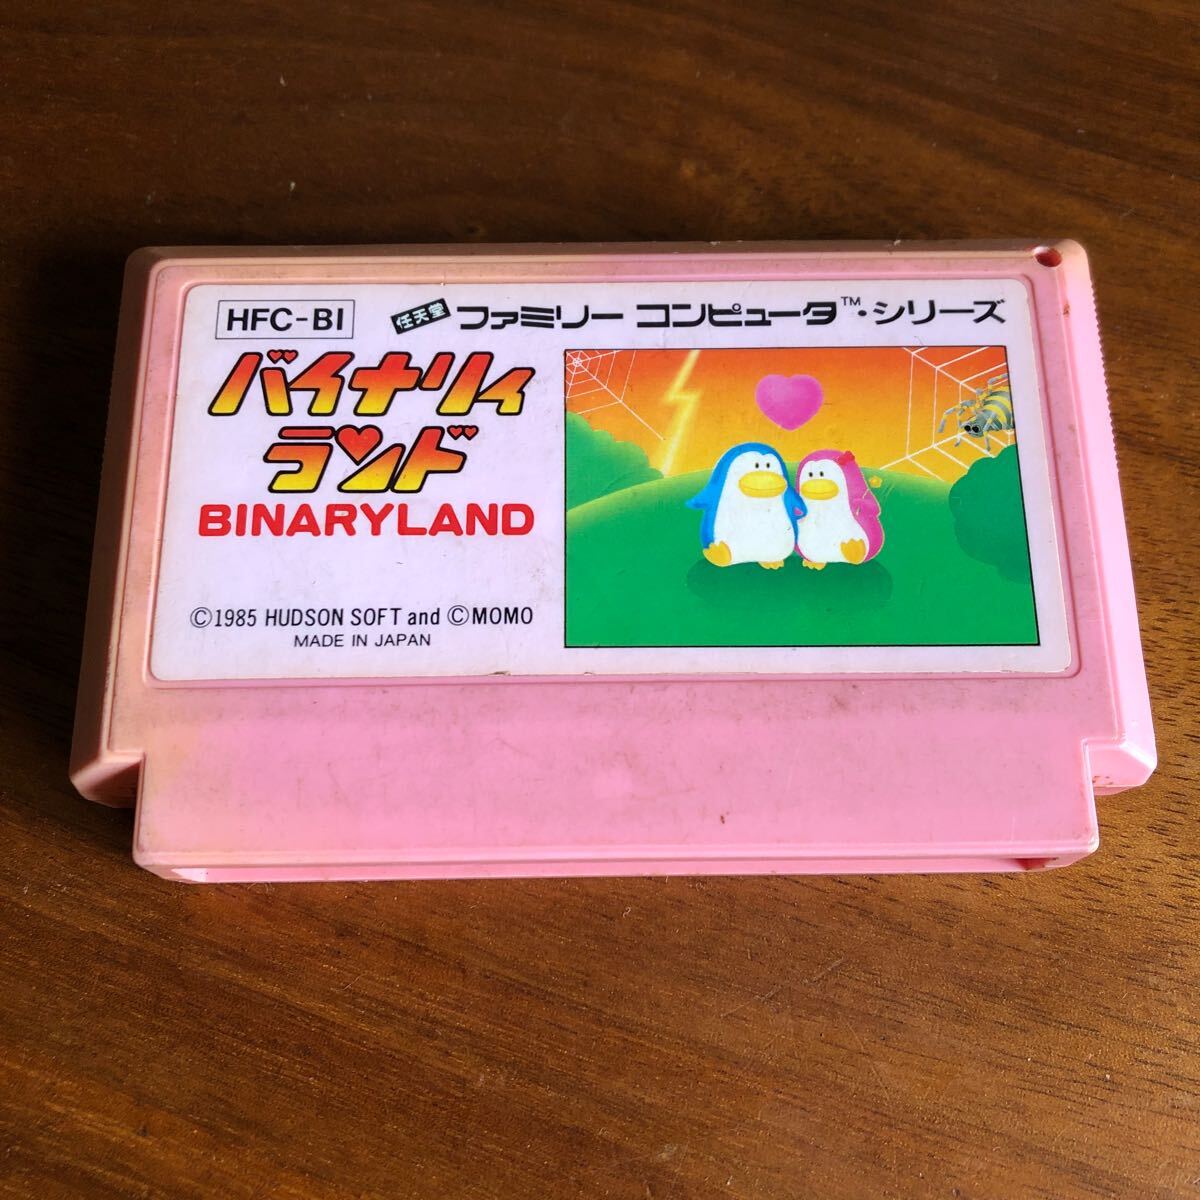 HFC-BI
任天堂 ファミリー コンピュータ™・シリーズ
バイナリィ
ランド
BINARYLAND
©1985 HUDSON SOFT and ©MOMO
MADE IN JAPAN